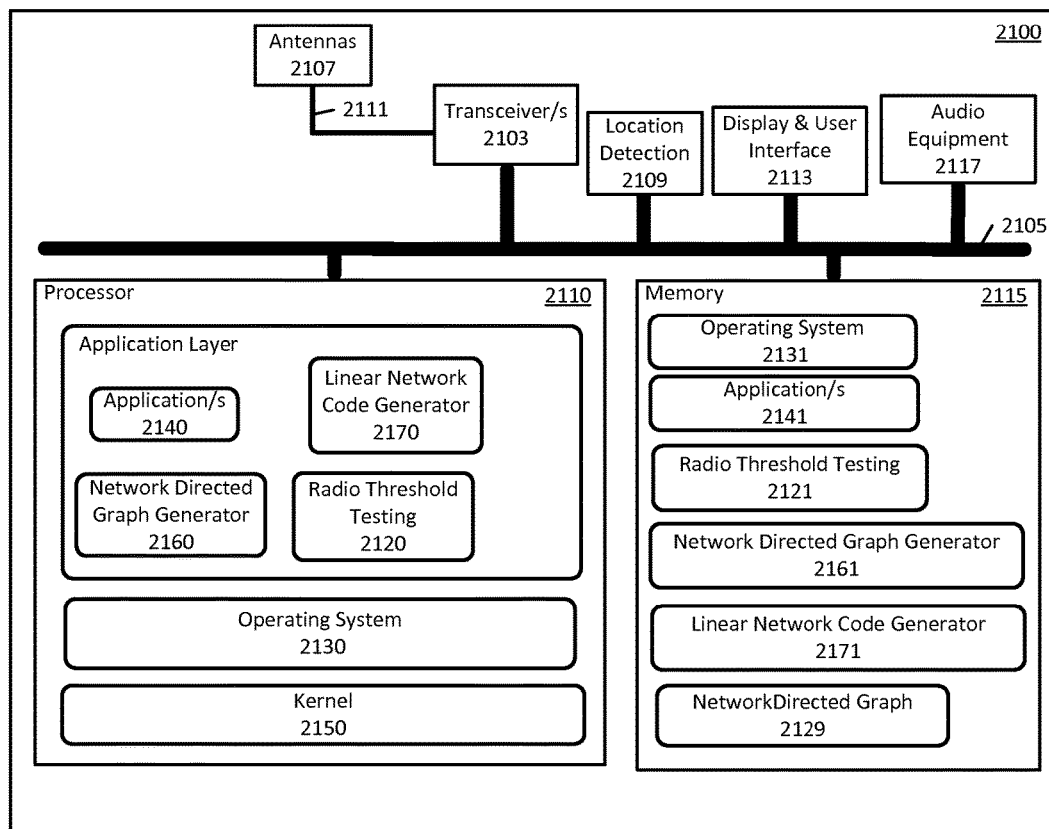 2100
Antennas
2107
2111
Transceiver/s
2103
Location
Detection
2109
Display & User
Interface
2113
Audio
Equipment
2117
2105
Processor
2110
Application Layer
Application/s
2140
Linear Network
Code Generator
2170
Network Directed
Graph Generator
2160
Radio Threshold
Testing
2120
Operating System
2130
Kernel
2150
Memory
2115
Operating System
2131
Application/s
2141
Radio Threshold Testing
2121
Network Directed Graph Generator
2161
Linear Network Code Generator
2171
NetworkDirected Graph
2129